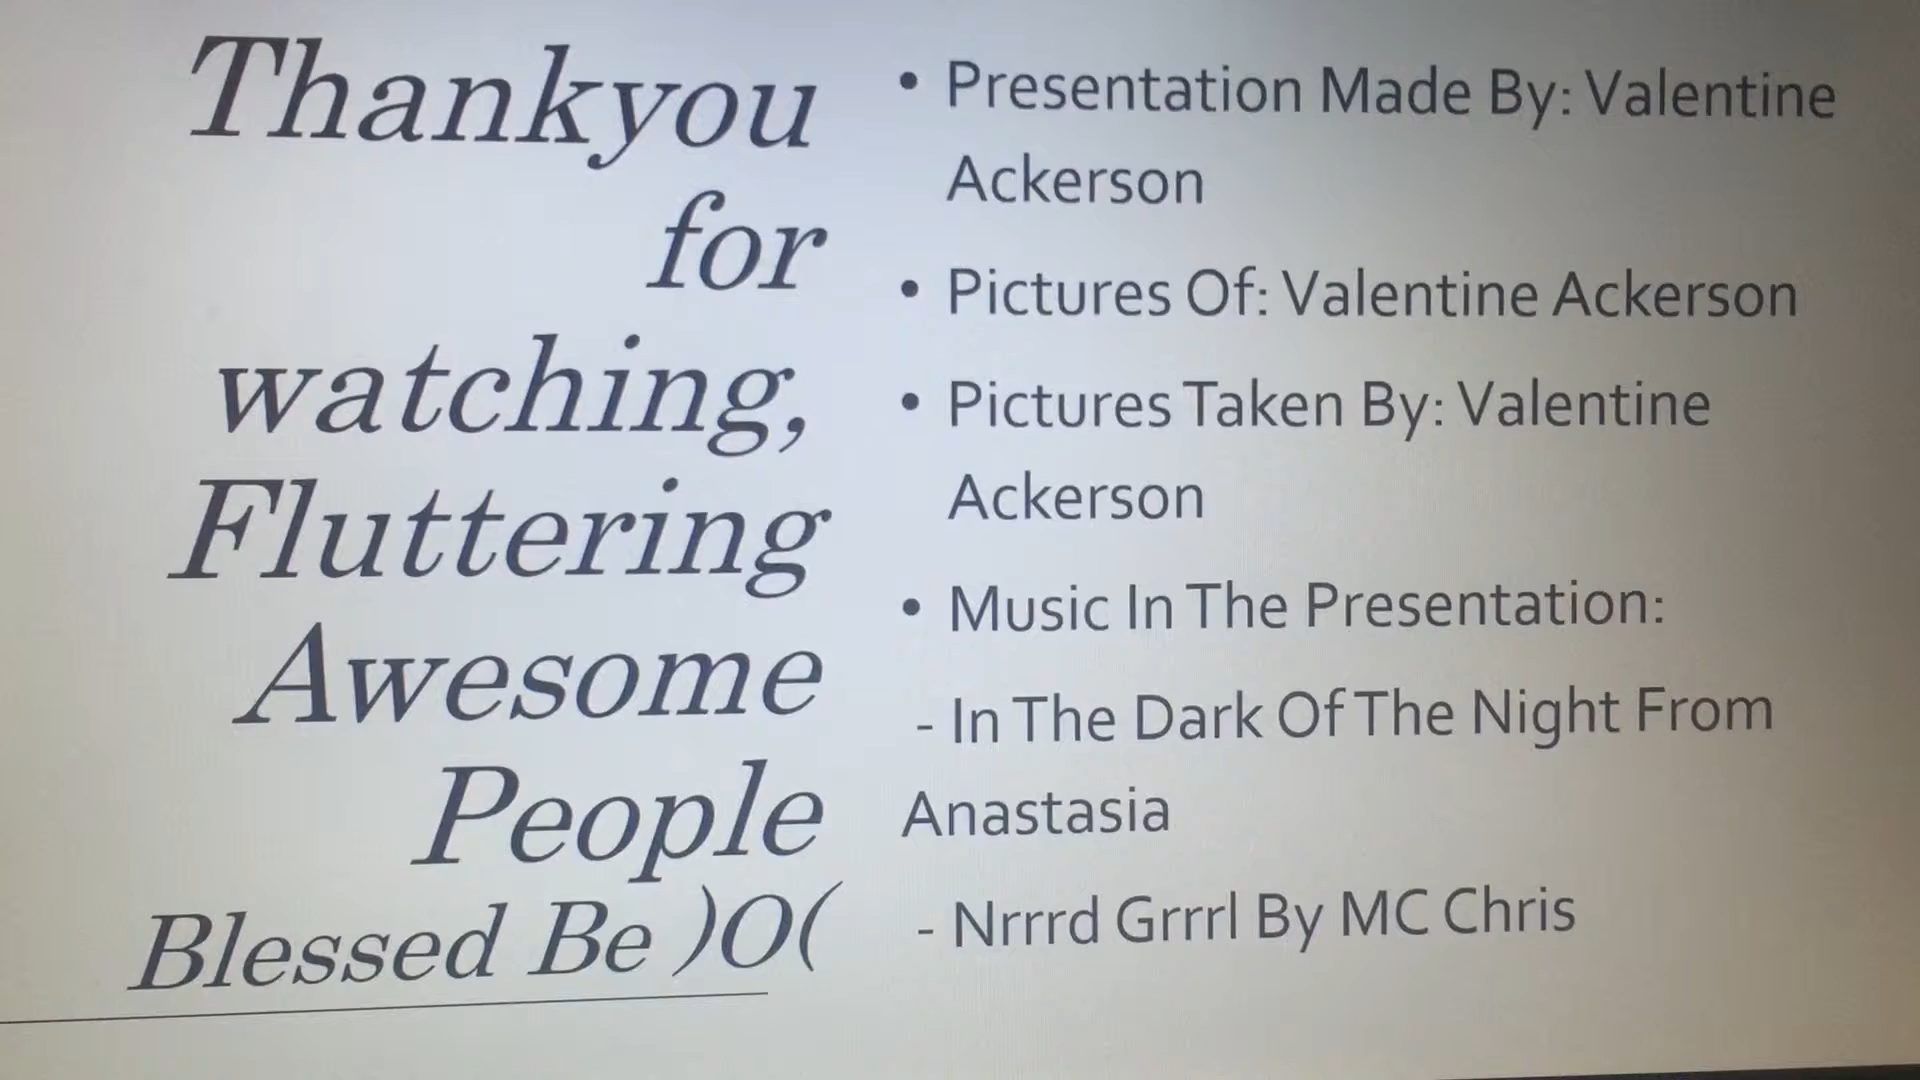 Thankyou
for
watching,
Fluttering
Awesome
People
Blessed Be )O(
• Presentation Made By: Valentine
Ackerson
• Pictures Of: Valentine Ackerson
• Pictures Taken By: Valentine
Ackerson
• Music In The Presentation:
- In The Dark Of The Night From
Anastasia
- Nrrrd Grrrl By MC Chris